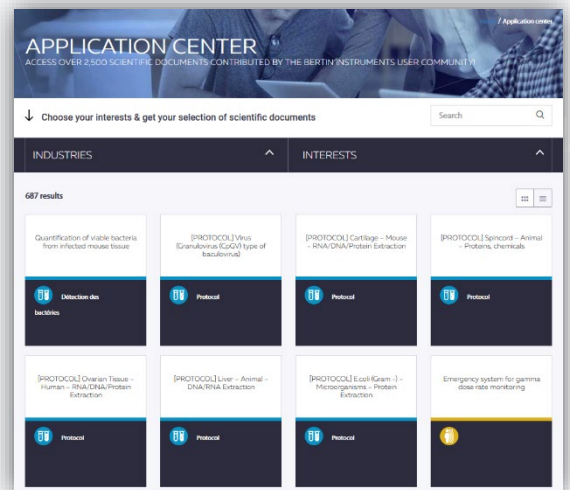 / Application center
APPLICATION CENTER
ACCESS OVER 2,500 SCIENTIFIC DOCUMENTS CONTRIBUTED BY THE BERTIN INSTRUMENTS USER COMMUNITY!
↓ Choose your interests & get your selection of scientific documents
Search
INDUSTRIES
INTERESTS
687 results
Quantification of viable bacteria
from infected mouse tissue
Détection des
bactéries
[PROTOCOL] Virus
(Granulovirus (CpGV) type of
baculovirus)
Protocol
[PROTOCOL] Cartilage – Mouse
– RNA/DNA/Protein Extraction
Protocol
[PROTOCOL] Spincord – Animal
– Proteins, chemicals
Protocol
[PROTOCOL] Ovarian Tissue –
Human – RNA/DNA/Protein
Extraction
Protocol
[PROTOCOL] Liver – Animal –
DNA/RNA Extraction
Protocol
[PROTOCOL] E.coli (Gram -) –
Microorganisms – Protein
Extraction
Protocol
Emergency system for gamma
dose rate monitoring